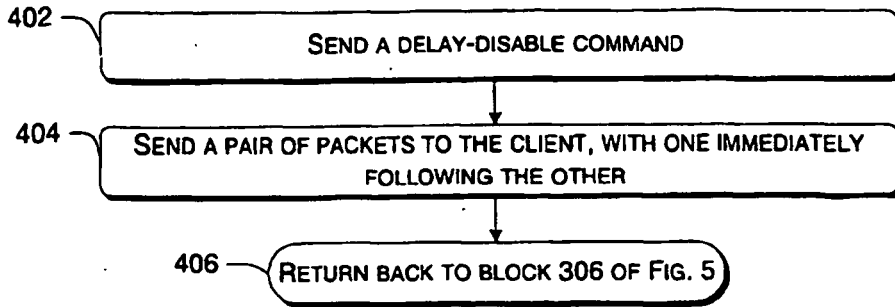 402
SEND A DELAY-DISABLE COMMAND
404
SEND A PAIR OF PACKETS TO THE CLIENT, WITH ONE IMMEDIATELY
FOLLOWING THE OTHER
406
RETURN BACK TO BLOCK 306 OF FIG. 5